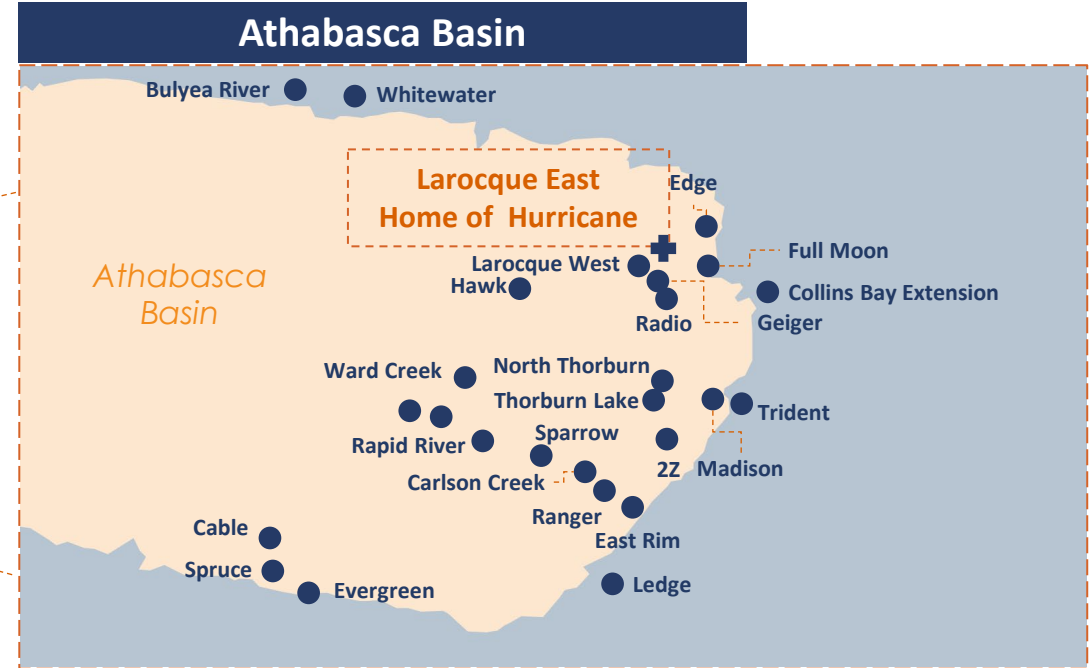 Athabasca Basin
Bulyea River
Whitewater
Larocque East
Home of Hurricane
Edge
Full Moon
Larocque West
Hawk
Collins Bay Extension
Athabasca
Basin
Radio
Geiger
North Thorburn
Ward Creek
Thorburn Lake
Trident
Sparrow
Rapid River
2Z
Madison
Carlson Creek
Ranger
East Rim
Cable
Spruce
Evergreen
Ledge